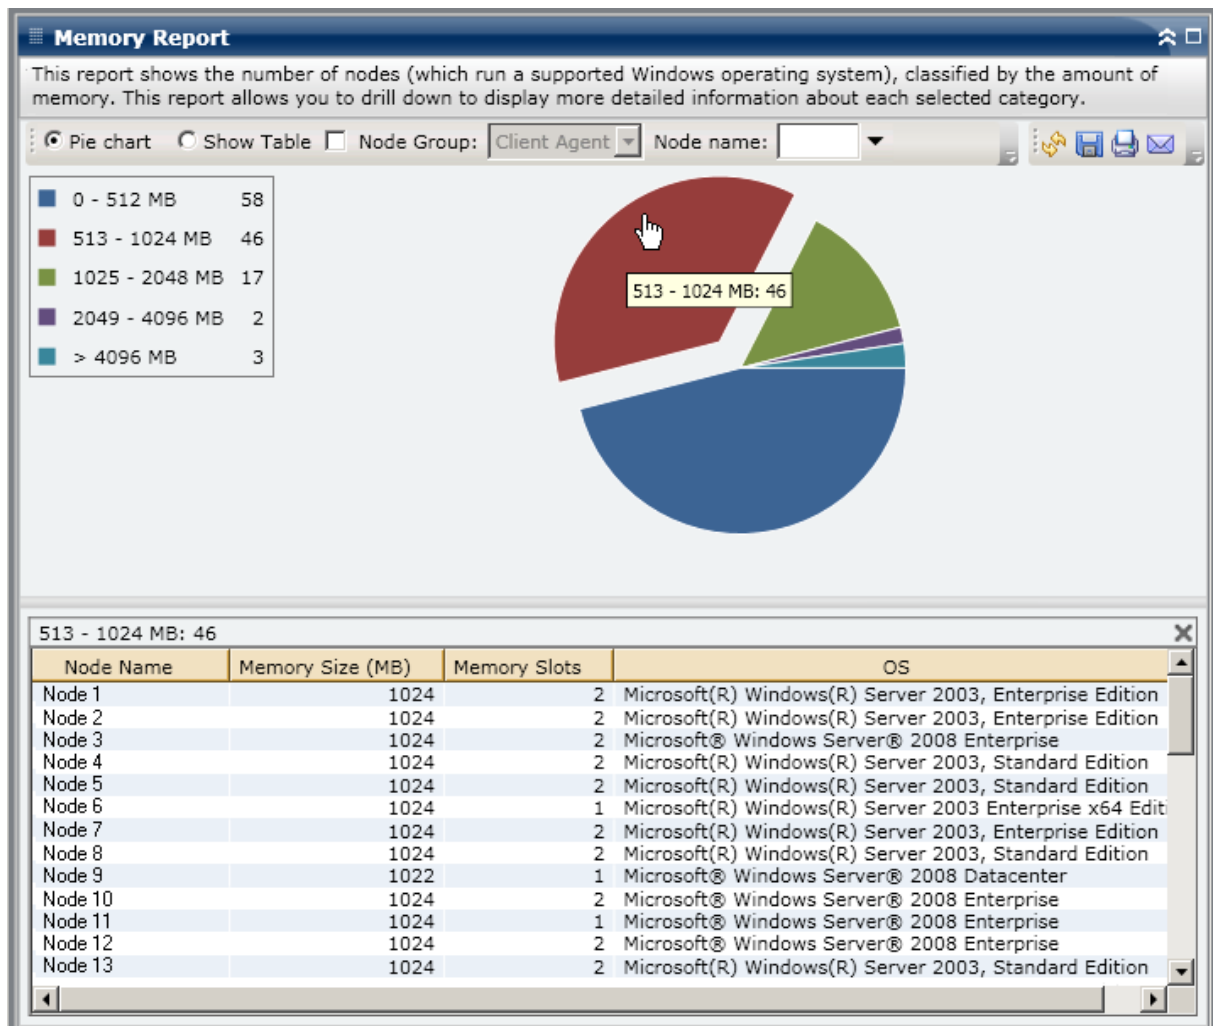 Memory Report
This report shows the number of nodes (which run a supported Windows operating system), classified by the amount of
memory. This report allows you to drill down to display more detailed information about each selected category.
Pie chart Show Table Node Group: Client Agent Node name:
0 - 512 MB 58
513 - 1024 MB 46
1025 - 2048 MB 17
2049 - 4096 MB 2
> 4096 MB 3
513 - 1024 MB: 46
513 - 1024 MB: 46
Node Name Memory Size (MB) Memory Slots OS
Node 1 1024 2 Microsoft(R) Windows(R) Server 2003, Enterprise Edition
Node 2 1024 2 Microsoft(R) Windows(R) Server 2003, Enterprise Edition
Node 3 1024 2 Microsoft® Windows Server® 2008 Enterprise
Node 4 1024 2 Microsoft(R) Windows(R) Server 2003, Standard Edition
Node 5 1024 2 Microsoft(R) Windows(R) Server 2003, Standard Edition
Node 6 1024 1 Microsoft(R) Windows(R) Server 2003 Enterprise x64 Editi
Node 7 1024 2 Microsoft(R) Windows(R) Server 2003, Enterprise Edition
Node 8 1024 2 Microsoft(R) Windows(R) Server 2003, Standard Edition
Node 9 1022 1 Microsoft® Windows Server® 2008 Datacenter
Node 10 1024 2 Microsoft® Windows Server® 2008 Enterprise
Node 11 1024 1 Microsoft® Windows Server® 2008 Enterprise
Node 12 1024 2 Microsoft® Windows Server® 2008 Enterprise
Node 13 1024 2 Microsoft(R) Windows(R) Server 2003, Standard Edition